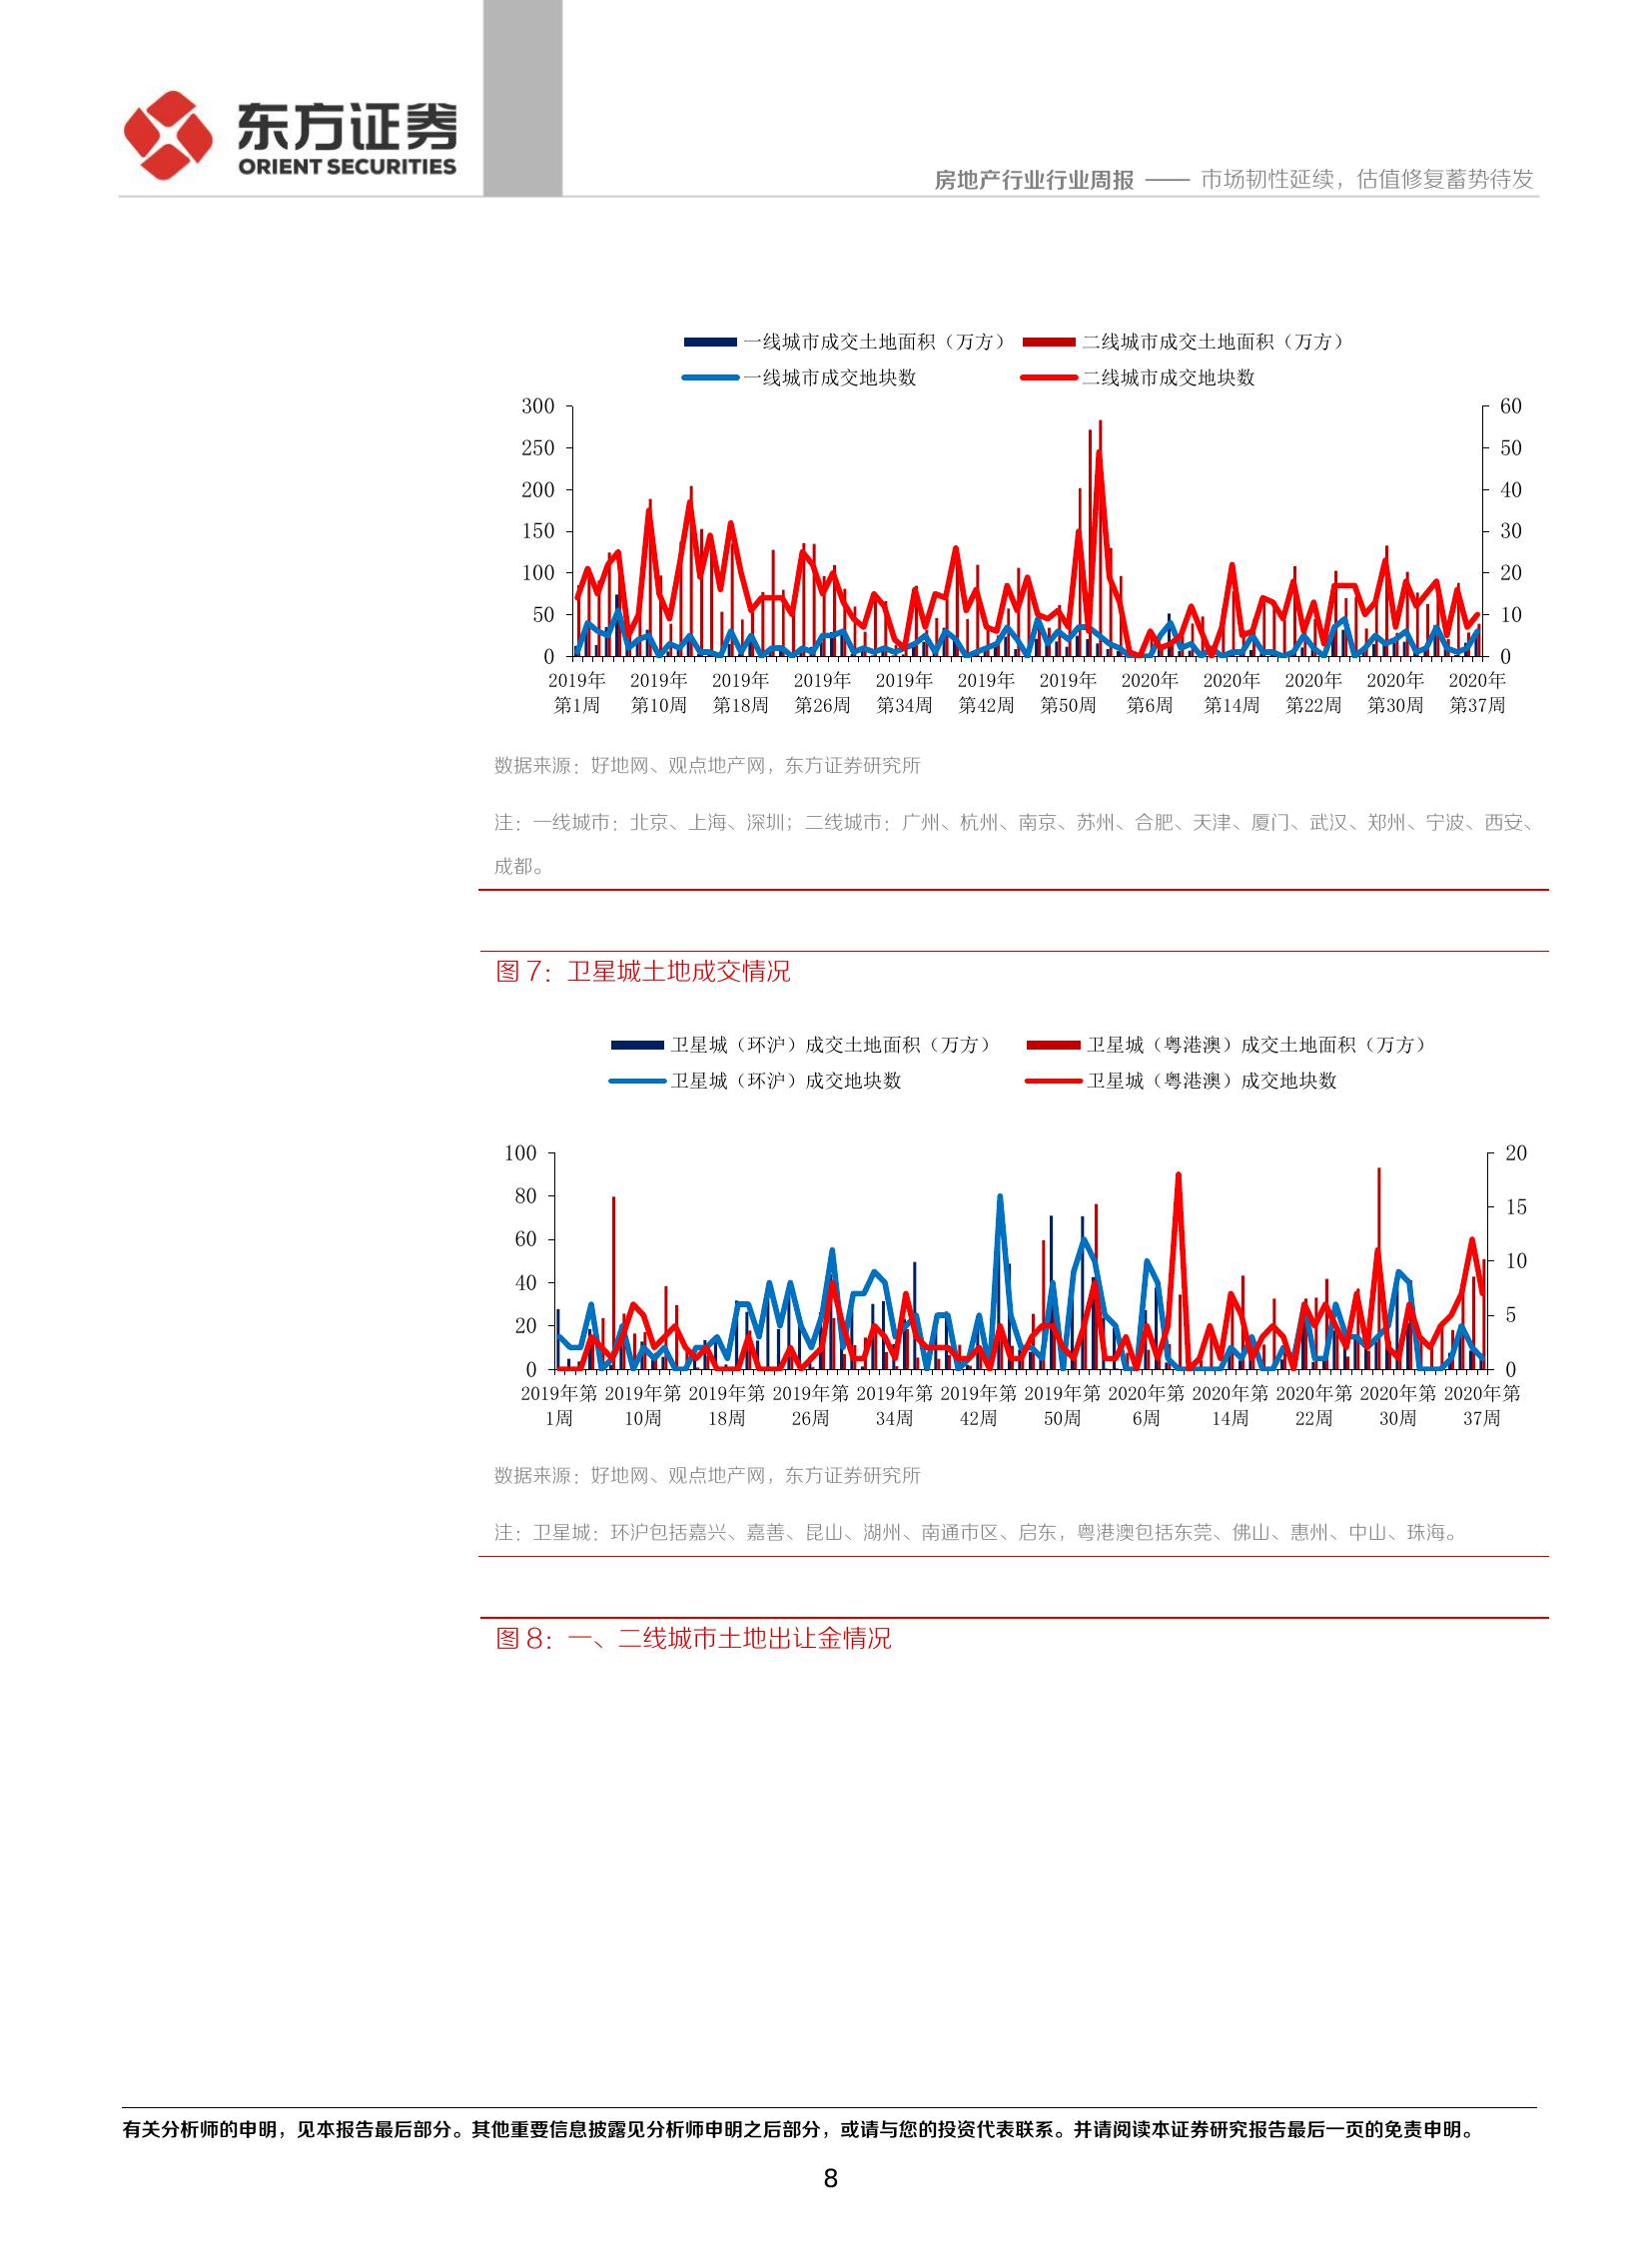 东方证券
ORIENT SECURITIES
房地产行业行业周报 —— 市场韧性延续，估值修复蓄势待发
一线城市成交土地面积（万方） 二线城市成交土地面积（万方）
一线城市成交地块数 二线城市成交地块数
300 60
250 50
200 40
150 30
100 20
50 10
0 0
2019年 2019年 2019年 2019年 2019年 2019年 2019年 2020年 2020年 2020年 2020年 2020年
第1周 第10周 第18周 第26周 第34周 第42周 第50周 第6周 第14周 第22周 第30周 第37周
数据来源：好地网、观点地产网，东方证券研究所
注：一线城市：北京、上海、深圳；二线城市：广州、杭州、南京、苏州、合肥、天津、厦门、武汉、郑州、宁波、西安、
成都。
图 7：卫星城土地成交情况
卫星城（环沪）成交土地面积（万方） 卫星城（粤港澳）成交土地面积（万方）
卫星城（环沪）成交地块数 卫星城（粤港澳）成交地块数
100 20
80 15
60
40 10
20 5
0 0
2019年第 2019年第 2019年第 2019年第 2019年第 2019年第 2019年第 2020年第 2020年第 2020年第 2020年第 2020年第
1周 10周 18周 26周 34周 42周 50周 6周 14周 22周 30周 37周
数据来源：好地网、观点地产网，东方证券研究所
注：卫星城：环沪包括嘉兴、嘉善、昆山、湖州、南通市区、启东，粤港澳包括东莞、佛山、惠州、中山、珠海。
图 8：一、二线城市土地出让金情况
有关分析师的申明，见本报告最后部分。其他重要信息披露见分析师申明之后部分，或请与您的投资代表联系。并请阅读本证券研究报告最后一页的免责申明。
8